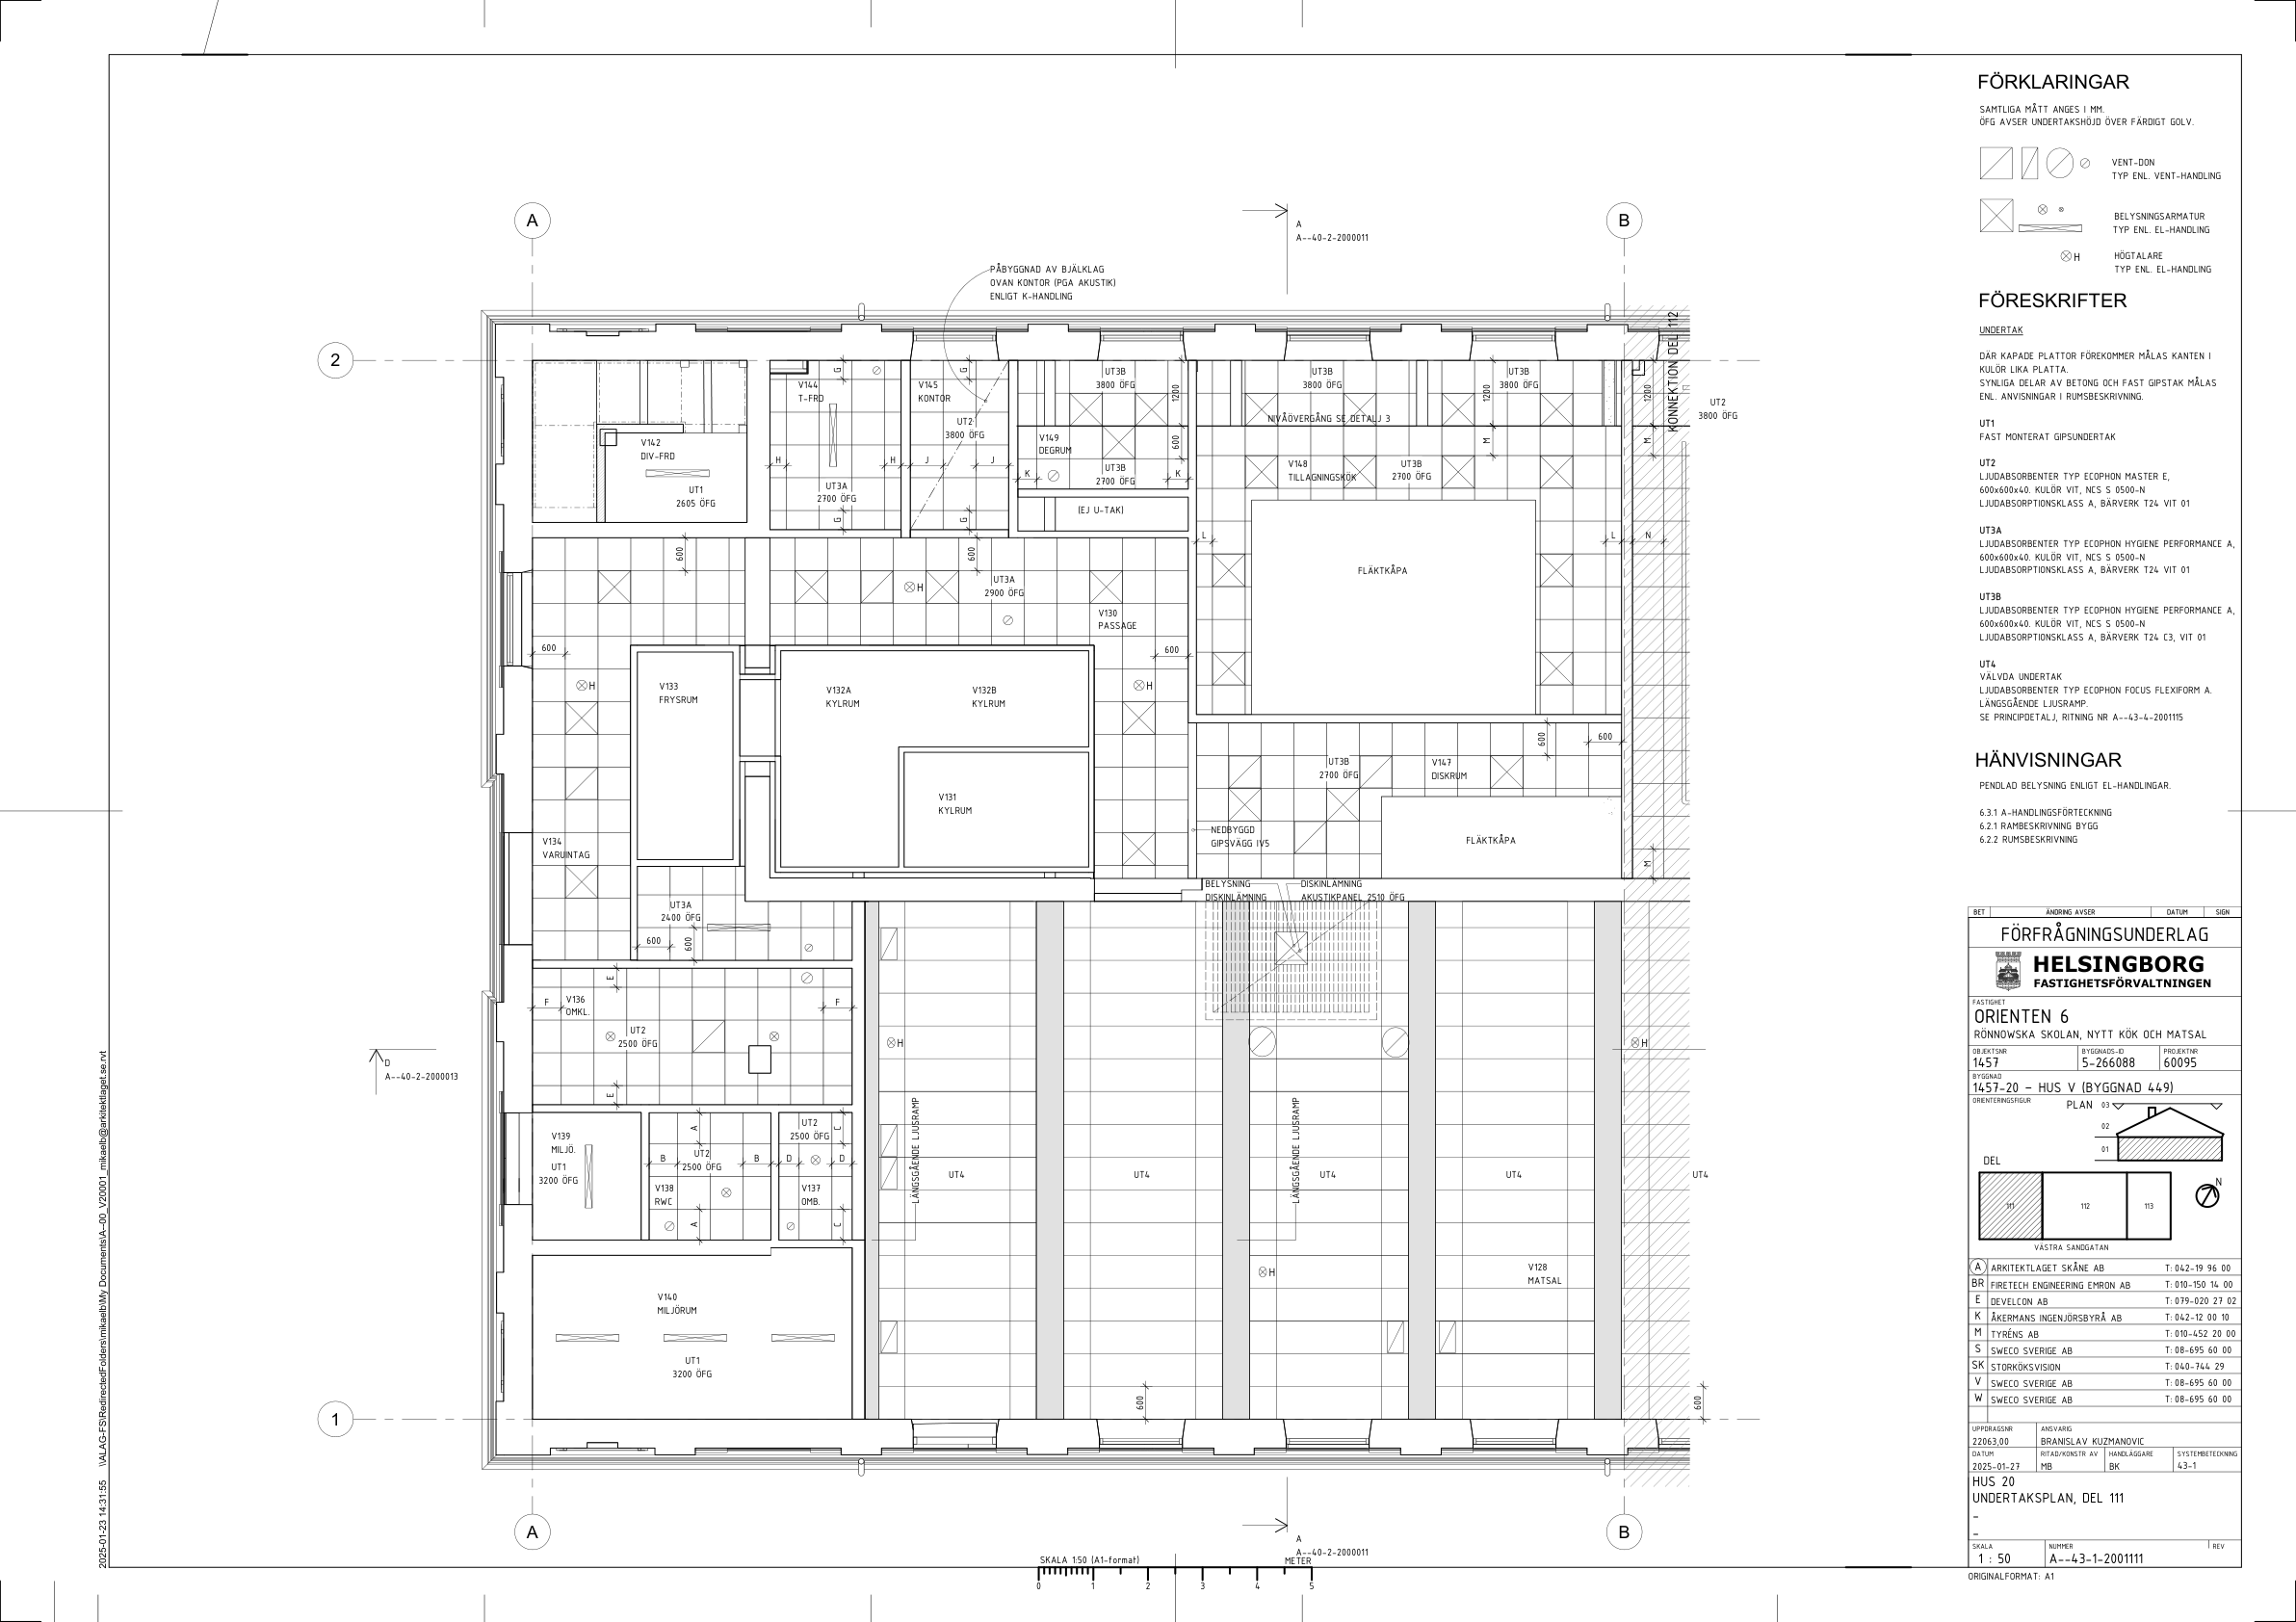 A
B
A
A--40-2-2000011
PÅBYGGNAD AV BJÄLKLAG
OVAN KONTOR (PGA AKUSTIK)
ENLIGT K-HANDLING
2
KONNEKTION DEL 112
V144
T-FRD
G
V145
KONTOR
G
UT3B
3800 ÖFG
1200
UT3B
3800 ÖFG
UT3B
3800 ÖFG
1200
1200
UT2
3800 ÖFG
UT2
3800 ÖFG
NIVÅÖVERGÅNG SE DETALJ 3
V142
DIV-FRD
V149
DEGRUM
600
M
M
H
H
J
J
UT1
2605 ÖFG
UT3A
2700 ÖFG
K
UT3B
2700 ÖFG
K
V148
TILLAGNINGSKÖK
UT3B
2700 ÖFG
G
G
(EJ U-TAK)
L
L
N
600
600
UT3A
2900 ÖFG
H
FLÄKTKÅPA
V130
PASSAGE
600
600
H
H
V133
FRYSRUM
V132A
KYLRUM
V132B
KYLRUM
600
600
UT3B
2700 ÖFG
V147
DISKRUM
V131
KYLRUM
NEDBYGGD
GIPSVÄGG IV5
FLÄKTKÅPA
V134
VARUINTAG
M
BELYSNING
DISKINLÄMNING
DISKINLÄMNING
AKUSTIKPANEL 2510 ÖFG
UT3A
2400 ÖFG
600
600
E
F
V136
OMKL.
F
UT2
2500 ÖFG
H
H
D
A--40-2-2000013
E
V139
MILJÖ.
UT1
3200 ÖFG
A
B
UT2
2500 ÖFG
B
V138
RWC
A
UT2
2500 ÖFG
C
D
D
V137
OMB.
C
LÄNGSGÅENDE LJUSRAMP
LÄNGSGÅENDE LJUSRAMP
UT4
UT4
UT4
UT4
UT4
H
V128
MATSAL
V140
MILJÖRUM
UT1
3200 ÖFG
600
600
1
A
B
A
A--40-2-2000011
SKALA 1:50 (A1-format)
METER
0 1 2 3 4 5
2025-01-23 14:31:55 \\ALAG-FS\RedirectedFolders\mikaelb\My Documents\A--00_V20001_mikaelb@arkitektlaget.se.rvt
FÖRKLARINGAR
SAMTLIGA MÅTT ANGES I MM.
ÖFG AVSER UNDERTAKSHÖJD ÖVER FÄRDIGT GOLV.
VENT-DON
TYP ENL. VENT-HANDLING
BELYSNINGSARMATUR
TYP ENL. EL-HANDLING
H
HÖGTALARE
TYP ENL. EL-HANDLING
FÖRESKRIFTER
UNDERTAK
DÄR KAPADE PLATTOR FÖREKOMMER MÅLAS KANTEN I
KULÖR LIKA PLATTA.
SYNLIGA DELAR AV BETONG OCH FAST GIPSTAK MÅLAS
ENL. ANVISNINGAR I RUMSBESKRIVNING.
UT1
FAST MONTERAT GIPSUNDERTAK
UT2
LJUDABSORBENTER TYP ECOPHON MASTER E,
600x600x40. KULÖR VIT, NCS S 0500-N
LJUDABSORPTIONSKLASS A, BÄRVERK T24 VIT 01
UT3A
LJUDABSORBENTER TYP ECOPHON HYGIENE PERFORMANCE A,
600x600x40. KULÖR VIT, NCS S 0500-N
LJUDABSORPTIONSKLASS A, BÄRVERK T24 VIT 01
UT3B
LJUDABSORBENTER TYP ECOPHON HYGIENE PERFORMANCE A,
600x600x40. KULÖR VIT, NCS S 0500-N
LJUDABSORPTIONSKLASS A, BÄRVERK T24 C3, VIT 01
UT4
VÄLVDA UNDERTAK
LJUDABSORBENTER TYP ECOPHON FOCUS FLEXIFORM A.
LÄNGSGÅENDE LJUSRAMP.
SE PRINCIPDETALJ, RITNING NR A--43-4-2001115
HÄNVISNINGAR
PENDLAD BELYSNING ENLIGT EL-HANDLINGAR.
6.3.1 A-HANDLINGSFÖRTECKNING
6.2.1 RAMBESKRIVNING BYGG
6.2.2 RUMSBESKRIVNING
BET ÄNDRING AVSER DATUM SIGN
FÖRFRÅGNINGSUNDERLAG
HELSINGBORG
FASTIGHETSFÖRVALTNINGEN
FASTIGHET
ORIENTEN 6
RÖNNOWSKA SKOLAN, NYTT KÖK OCH MATSAL
OBJEKTSNR BYGGNADS-ID PROJEKTNR
1457 5-266088 60095
BYGGNAD
1457-20 - HUS V (BYGGNAD 449)
ORIENTERINGSFIGUR
PLAN 03
02
01
DEL
N
111 112 113
VÄSTRA SANDGATAN
A ARKITEKTLAGET SKÅNE AB T: 042-19 96 00
BR FIRETECH ENGINEERING EMRON AB T: 010-150 14 00
E DEVELCON AB T: 079-020 27 02
K ÅKERMANS INGENJÖRSBYRÅ AB T: 042-12 00 10
M TYRÉNS AB T: 010-452 20 00
S SWECO SVERIGE AB T: 08-695 60 00
SK STORKÖKSVISION T: 040-744 29
V SWECO SVERIGE AB T: 08-695 60 00
W SWECO SVERIGE AB T: 08-695 60 00
UPPDRAGSNR ANSVARIG
22063,00 BRANISLAV KUZMANOVIC
DATUM RITAD/KONSTR AV HANDLÄGGARE SYSTEMBETECKNING
2025-01-27 MB BK 43-1
HUS 20
UNDERTAKSPLAN, DEL 111
-
-
SKALA NUMMER REV
1 : 50 A--43-1-2001111
ORIGINALFORMAT: A1